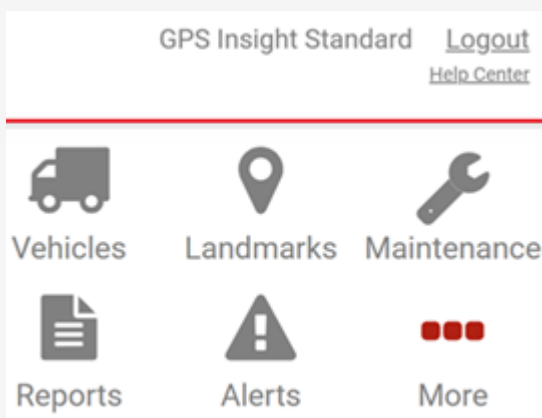 GPS Insight Standard Logout
Help Center
Vehicles Landmarks Maintenance
Reports Alerts More